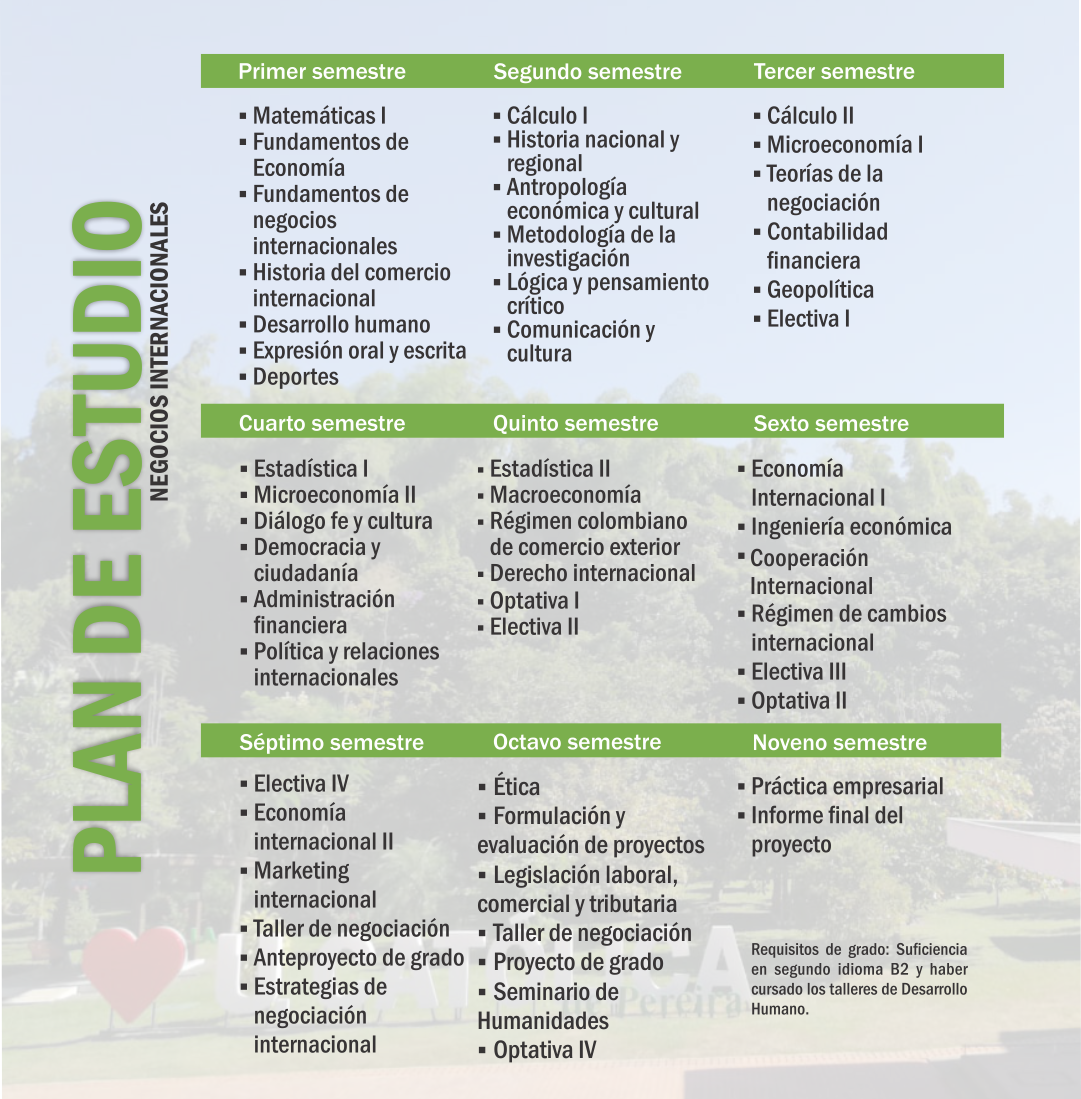 PLAN DE ESTUDIO
NEGOCIOS INTERNACIONALES
Primer semestre
▪ Matemáticas I
▪ Fundamentos de
Economía
▪ Fundamentos de
negocios
internacionales
▪ Historia del comercio
internacional
▪ Desarrollo humano
▪ Expresión oral y escrita
▪ Deportes
Segundo semestre
▪ Cálculo I
▪ Historia nacional y
regional
▪ Antropología
económica y cultural
▪ Metodología de la
investigación
▪ Lógica y pensamiento
crítico
▪ Comunicación y
cultura
Tercer semestre
▪ Cálculo II
▪ Microeconomía I
▪ Teorías de la
negociación
▪ Contabilidad
financiera
▪ Geopolítica
▪ Electiva I
Cuarto semestre
▪ Estadística I
▪ Microeconomía II
▪ Diálogo fe y cultura
▪ Democracia y
ciudadanía
▪ Administración
financiera
▪ Política y relaciones
internacionales
Quinto semestre
▪ Estadística II
▪ Macroeconomía
▪ Régimen colombiano
de comercio exterior
▪ Derecho internacional
▪ Optativa I
▪ Electiva II
Sexto semestre
▪ Economía
Internacional I
▪ Ingeniería económica
▪ Cooperación
Internacional
▪ Régimen de cambios
internacional
▪ Electiva III
▪ Optativa II
Séptimo semestre
▪ Electiva IV
▪ Economía
internacional II
▪ Marketing
internacional
▪ Taller de negociación
▪ Anteproyecto de grado
▪ Estrategias de
negociación
internacional
Octavo semestre
▪ Ética
▪ Formulación y
evaluación de proyectos
▪ Legislación laboral,
comercial y tributaria
▪ Taller de negociación
▪ Proyecto de grado
▪ Seminario de
Humanidades
▪ Optativa IV
Noveno semestre
▪ Práctica empresarial
▪ Informe final del
proyecto
Requisitos de grado: Suficiencia
en segundo idioma B2 y haber
cursado los talleres de Desarrollo
Humano.
U CATÓLICA
de Pereira